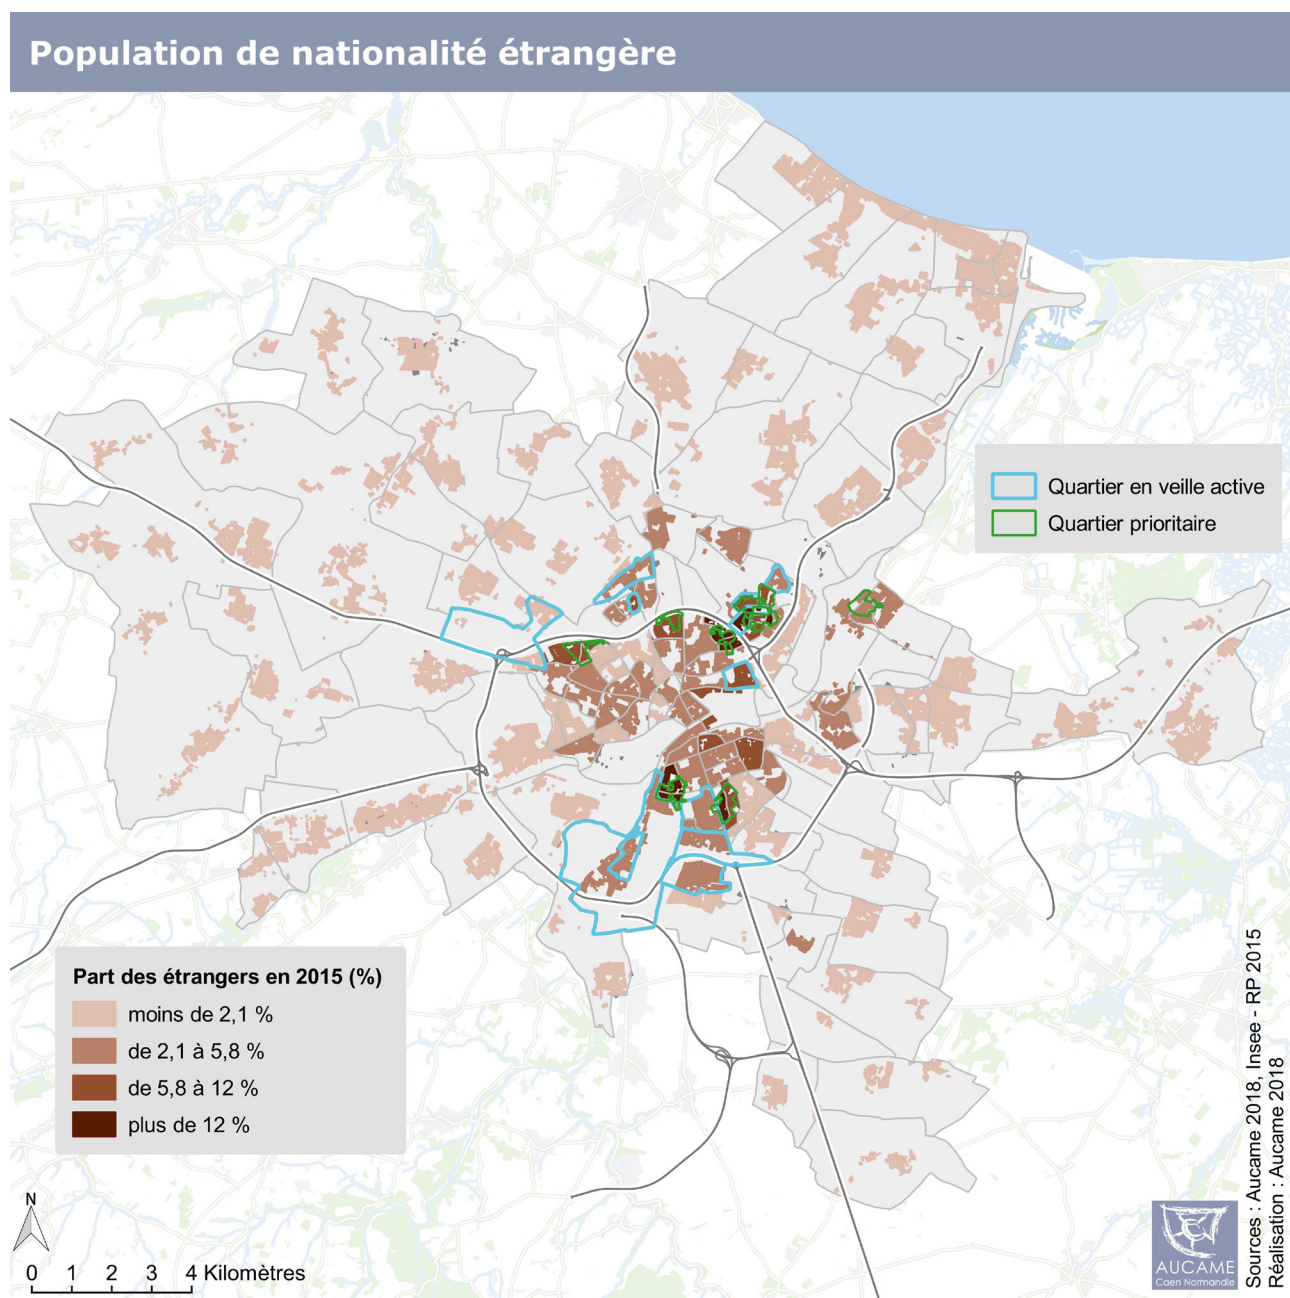 Population de nationalité étrangère
Quartier en veille active
Quartier prioritaire
Part des étrangers en 2015 (%)
moins de 2,1 %
de 2,1 à 5,8 %
de 5,8 à 12 %
plus de 12 %
N
0 1 2 3 4 Kilomètres
AUCAME
Caen Normandie
Sources : Aucame 2018, Insee - RP 2015
Réalisation : Aucame 2018